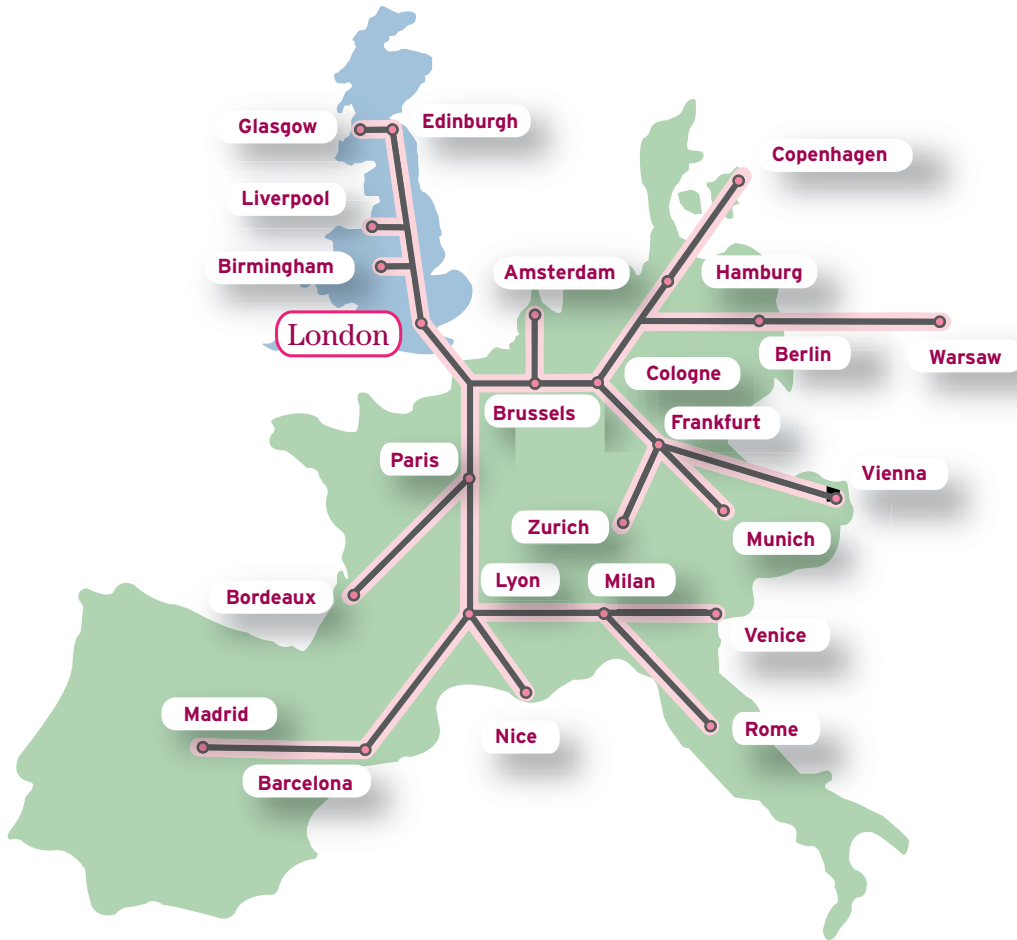 Glasgow
Edinburgh
Copenhagen
Liverpool
Birmingham
Amsterdam
Hamburg
London
Berlin
Warsaw
Cologne
Brussels
Frankfurt
Paris
Vienna
Zurich
Munich
Lyon
Milan
Bordeaux
Venice
Madrid
Nice
Rome
Barcelona